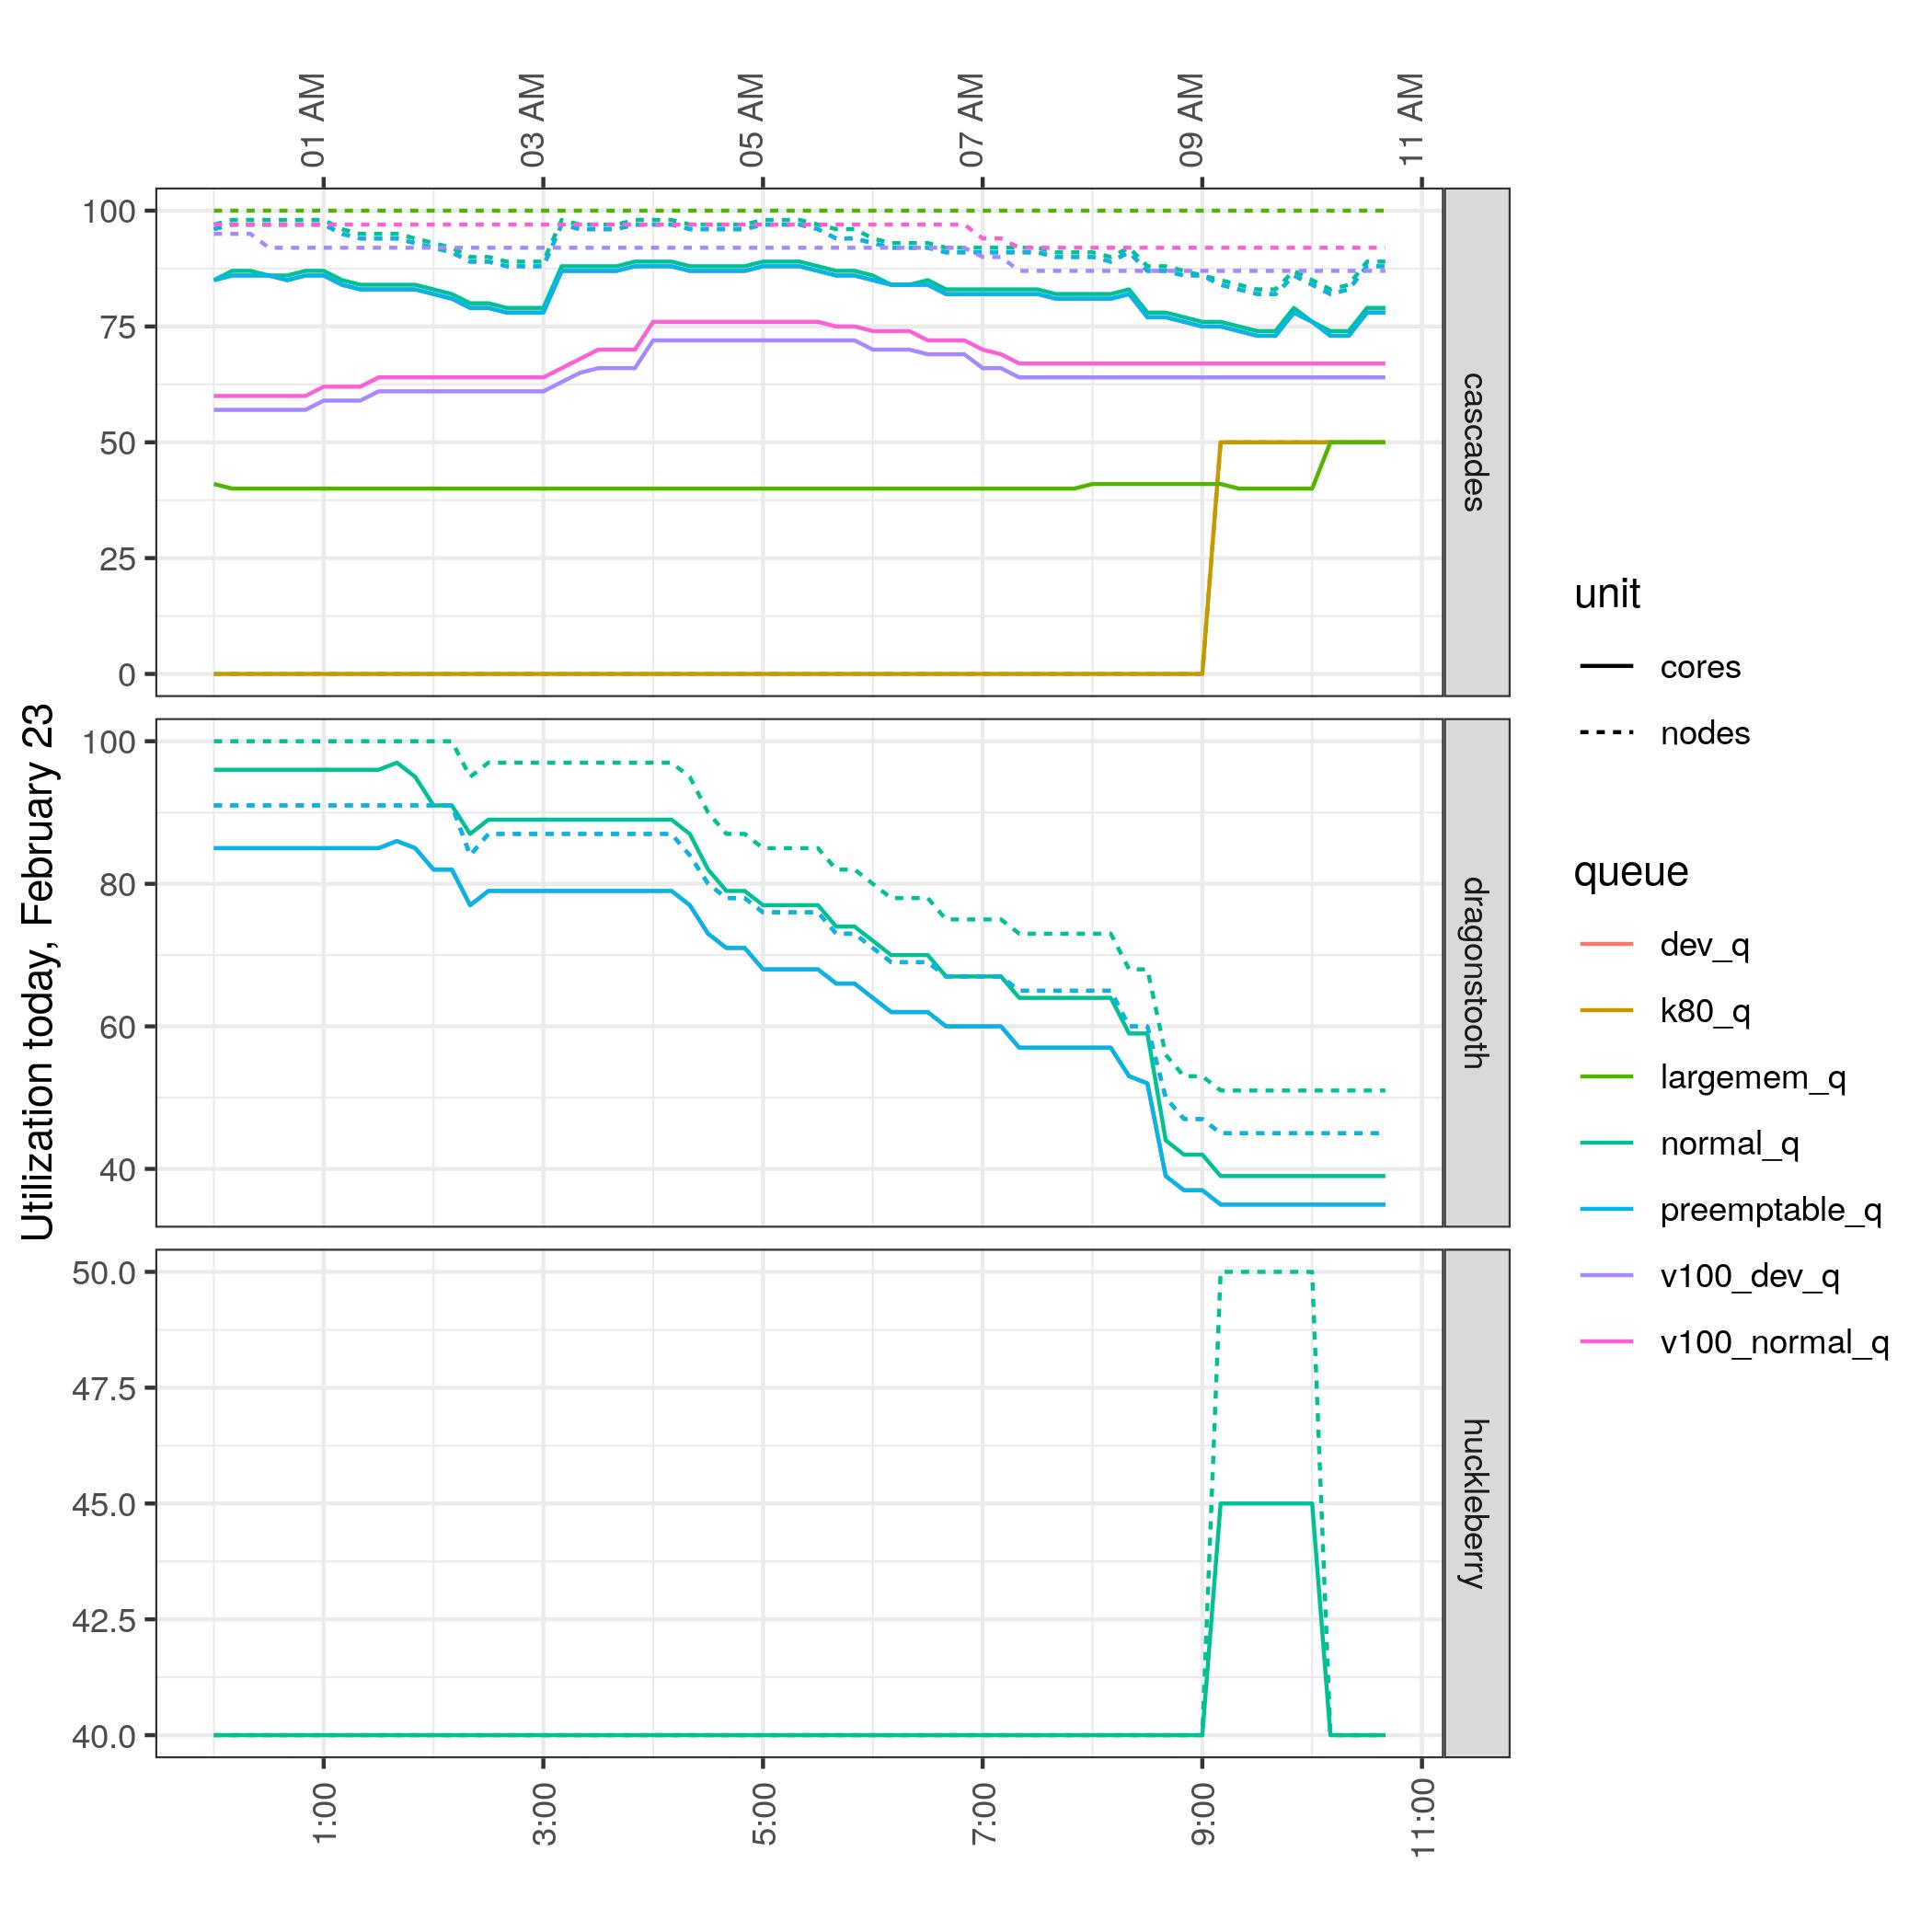 01 AM
03 AM
05 AM
07 AM
09 AM
11 AM
Utilization today, February 23
100
75
50
25
0
cascades
100
80
60
40
dragonstooth
50.0
47.5
45.0
42.5
40.0
huckleberry
1:00
3:00
5:00
7:00
9:00
11:00
unit
cores
nodes
queue
dev_q
k80_q
largemem_q
normal_q
preemptable_q
v100_dev_q
v100_normal_q